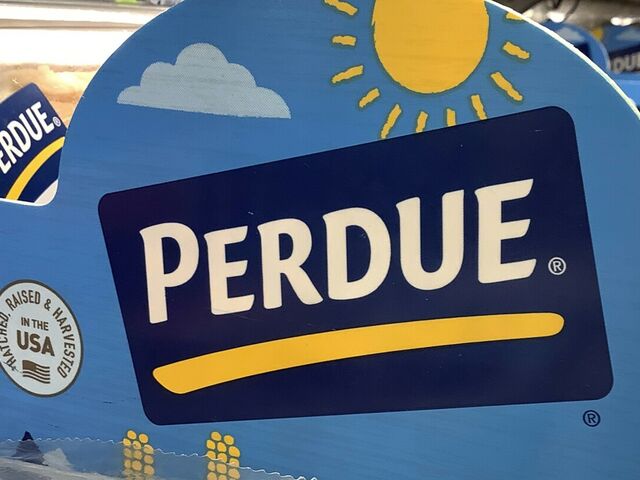 ERDUE®
PERDUE®
®
HATCHED, RAISED & HARVESTED
IN THE
USA